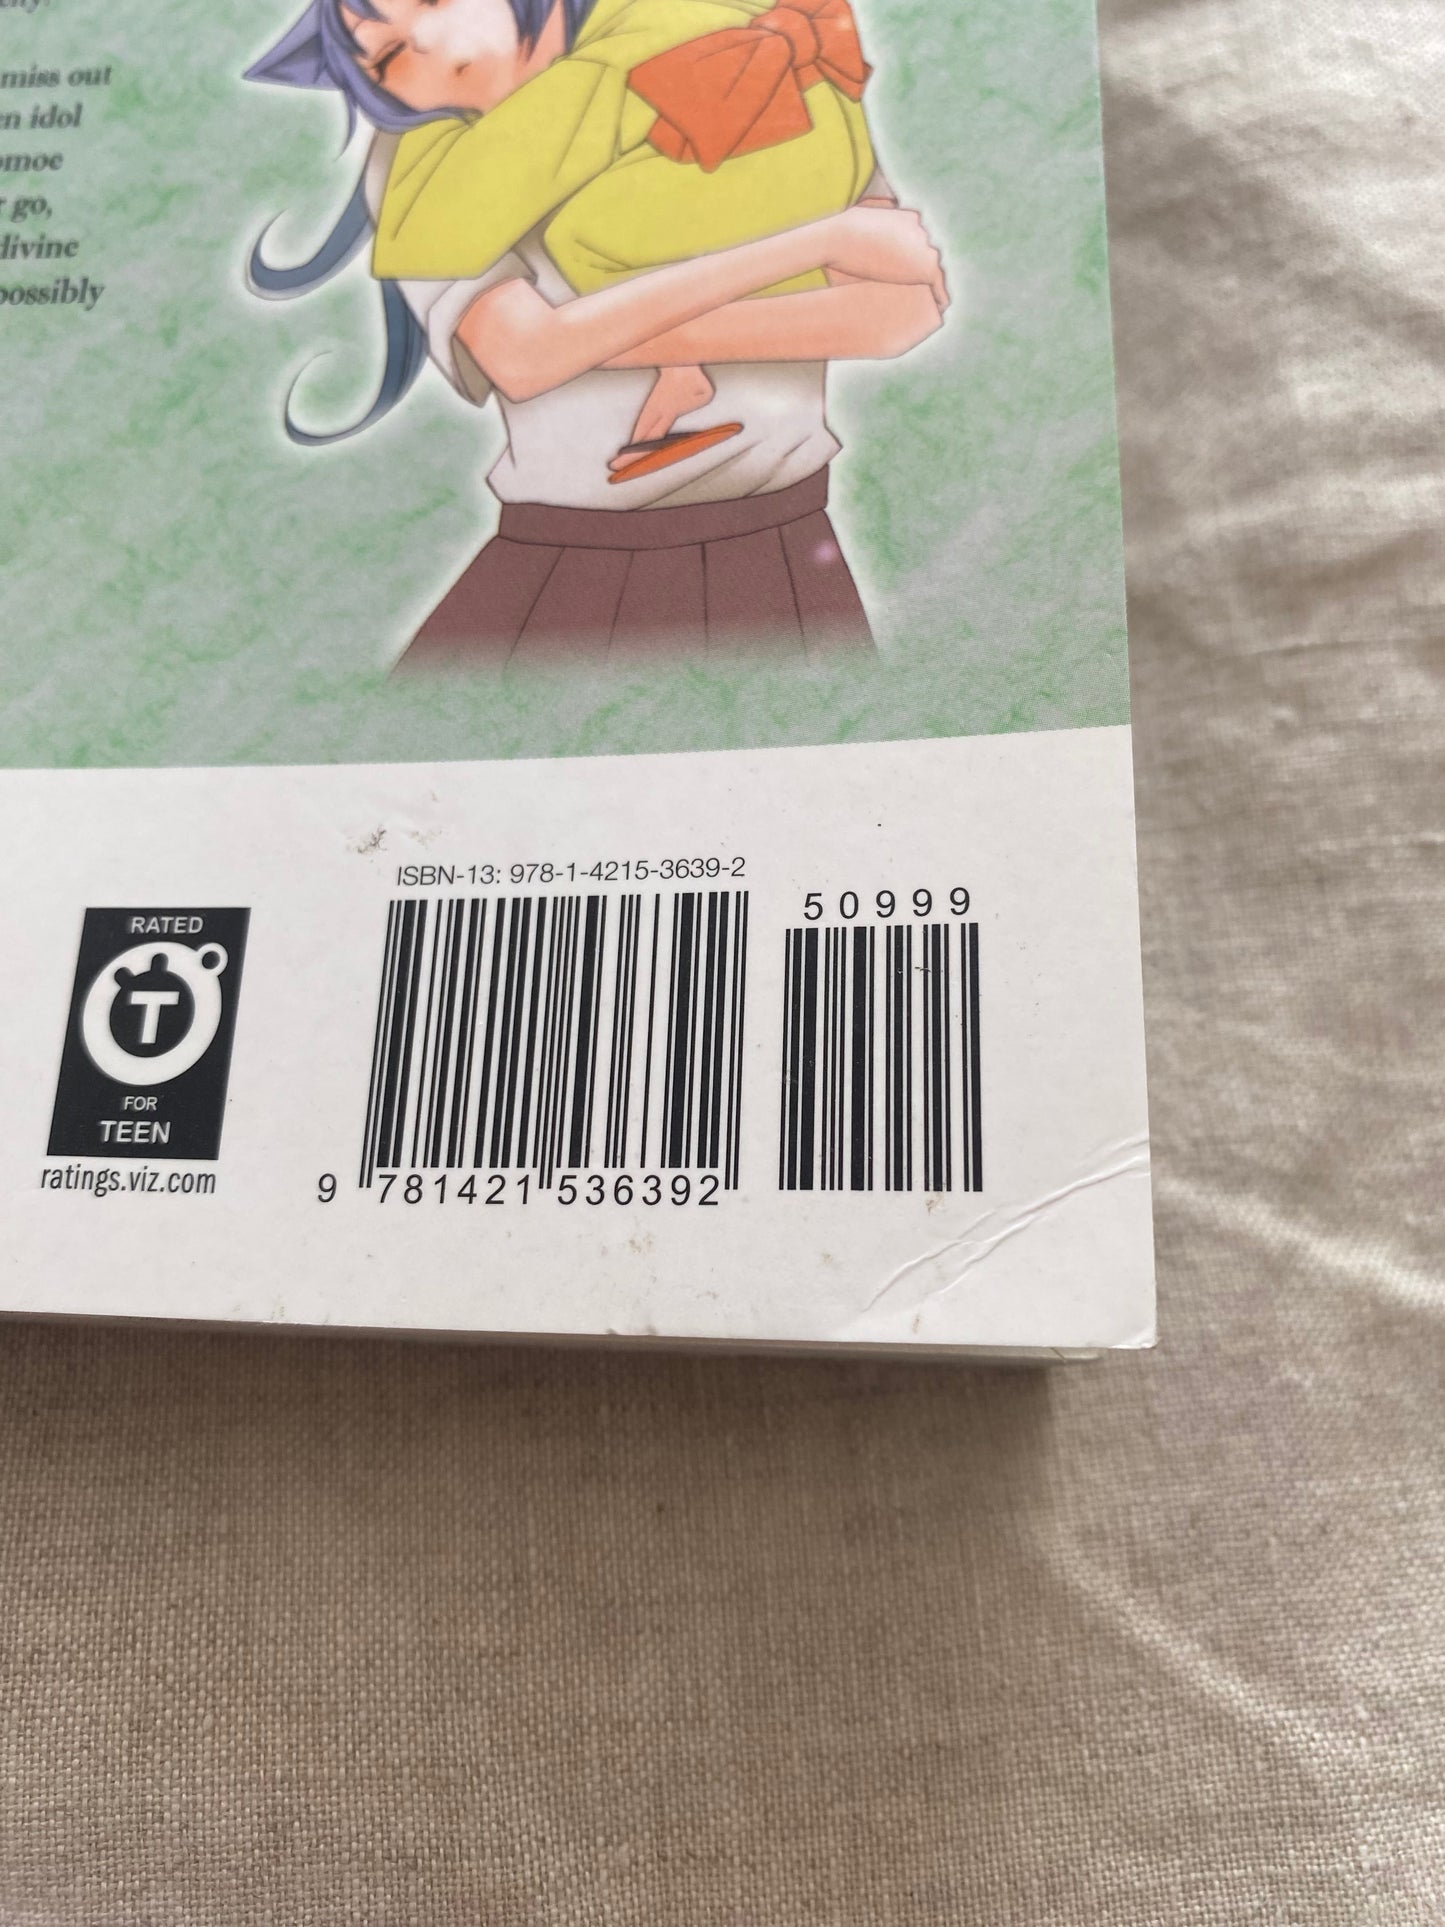 miss out
idol
go,
divine
possibly
ISBN-13: 978-1-4215-3639-2
50999
9 781421 536392
RATED
T
FOR
TEEN
ratings.viz.com